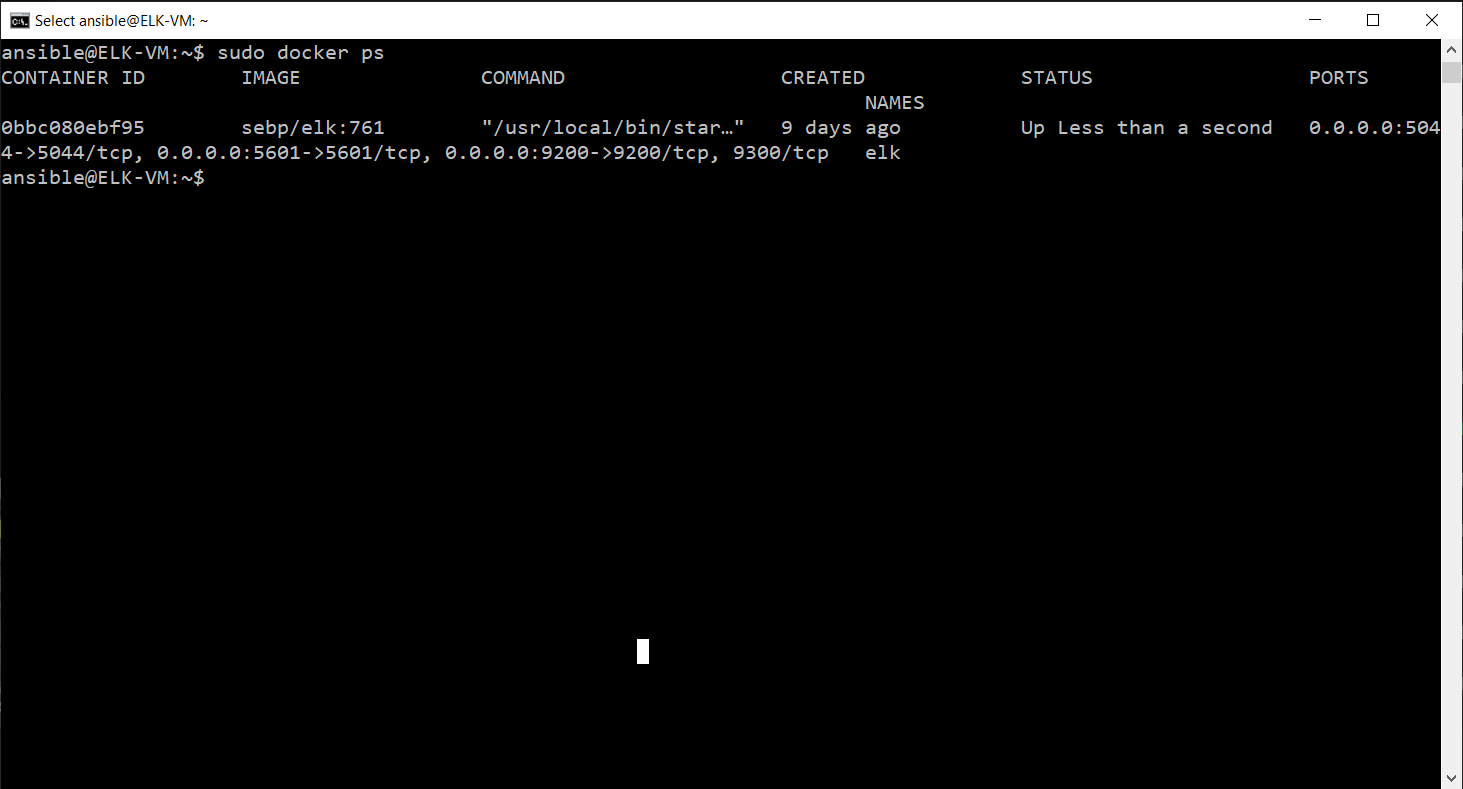 Select ansible@ELK-VM: ~
ansible@ELK-VM:~$ sudo docker ps
CONTAINER ID        IMAGE               COMMAND                  CREATED             STATUS                  PORTS
                                                                        NAMES
0bbc080ebf95        sebp/elk:761        "/usr/local/bin/star…"   9 days ago          Up Less than a second   0.0.0.0:504
4->5044/tcp, 0.0.0.0:5601->5601/tcp, 0.0.0.0:9200->9200/tcp, 9300/tcp   elk
ansible@ELK-VM:~$